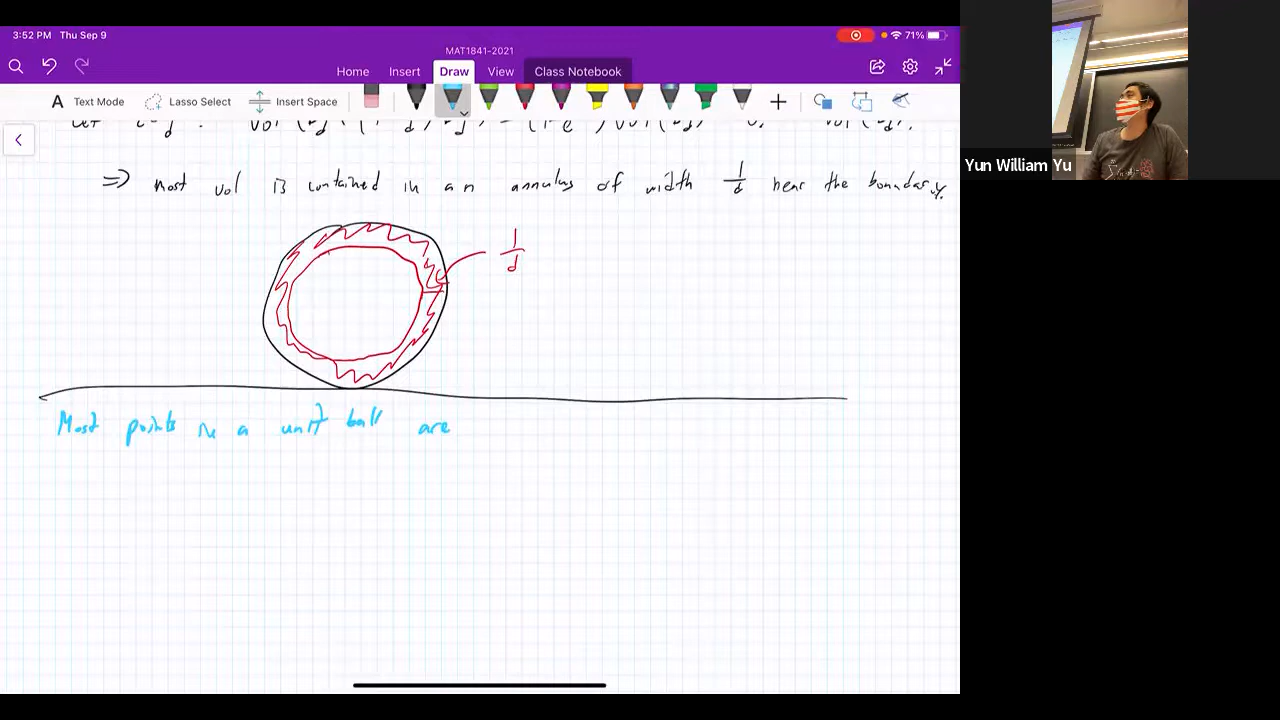 3:52 PM Thu Sep 9
71%
MAT1841-2021
Home Insert Draw View Class Notebook
Text Mode Lasso Select Insert Space
⇒ Most vol is contained in an annulus of width 1/d near the boundary.
1/d
Most points in a unit ball are
Yun William Yu